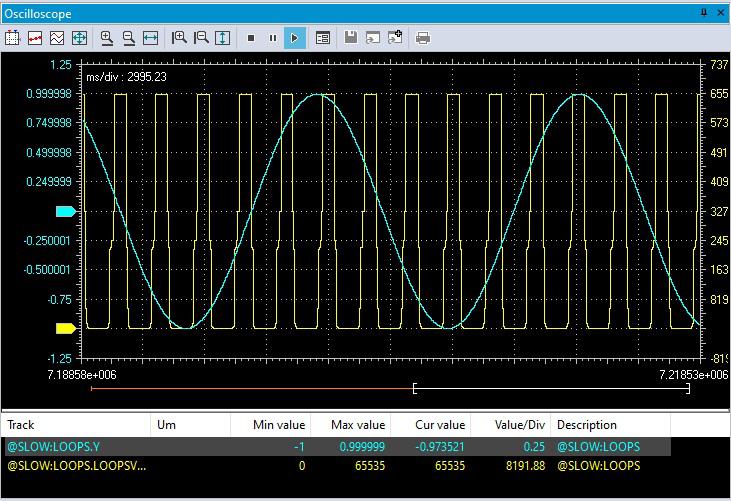 Oscilloscope
ms/div : 2995.23
1.25 737
0.999998 655
0.749998 573
0.499998 491
0.249999 409
327
-0.250001 245
-0.500001 163
-0.75 819
-1.25 -819
7.18858e+006 7.21853e+006
Track Um Min value Max value Cur value Value/Div Description
@SLOW:LOOPS.Y -1 0.999999 -0.973521 0.25 @SLOW:LOOPS
@SLOW:LOOPS.LOOPSV... 0 65535 65535 8191.88 @SLOW:LOOPS